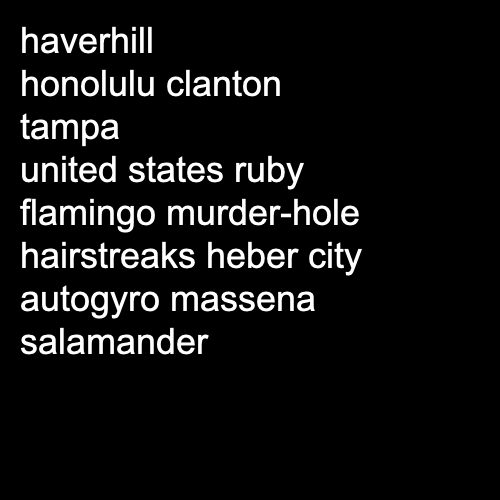 haverhill
honolulu clanton
tampa
united states ruby
flamingo murder-hole
hairstreaks heber city
autogyro massena
salamander